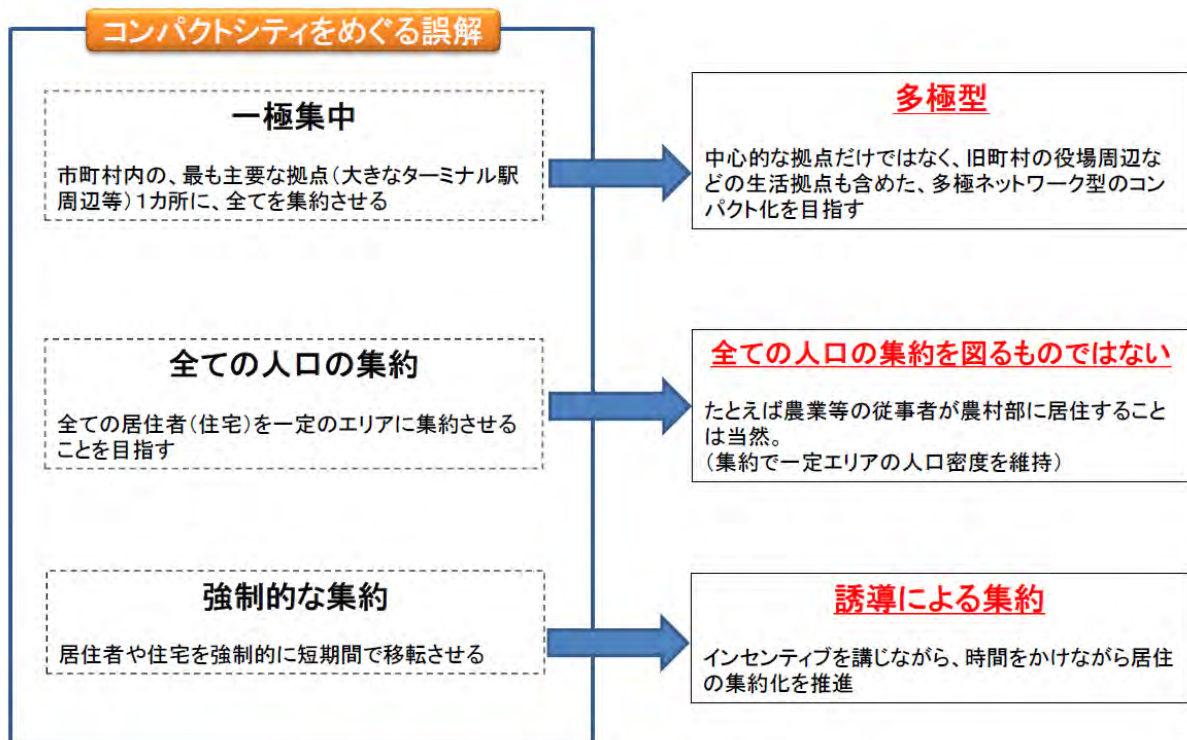 コンパクトシティをめぐる誤解
一極集中
市町村内の、最も主要な拠点(大きなターミナル駅
周辺等)1カ所に、全てを集約させる
多極型
中心的な拠点だけではなく、旧町村の役場周辺な
どの生活拠点も含めた、多極ネットワーク型のコン
パクト化を目指す
全ての人口の集約
全ての居住者(住宅)を一定のエリアに集約させる
ことを目指す
全ての人口の集約を図るものではない
たとえば農業等の従事者が農村部に居住すること
は当然。
(集約で一定エリアの人口密度を維持)
強制的な集約
居住者や住宅を強制的に短期間で移転させる
誘導による集約
インセンティブを講じながら、時間をかけながら居住
の集約化を推進